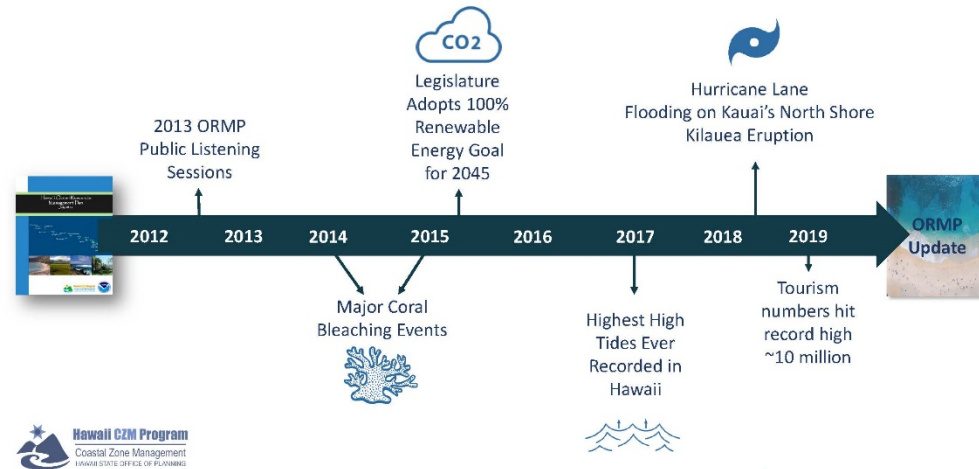 CO2
Legislature
Adopts 100%
Renewable
Energy Goal
for 2045
Hurricane Lane
Flooding on Kauai's North Shore
Kilauea Eruption
2013 ORMP
Public Listening
Sessions
Management Plan
2012 2013 2014 2015 2016 2017 2018 2019
ORMP
Update
Major Coral
Bleaching Events
Highest High
Tides Ever
Recorded in
Hawaii
Tourism
numbers hit
record high
~10 million
Hawaii CZM Program
Coastal Zone Management
HAWAII STATE OFFICE OF PLANNING